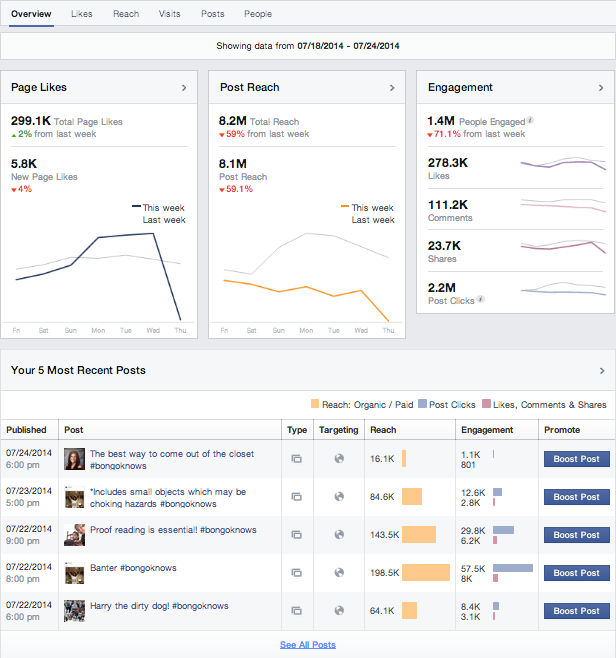 Overview Likes Reach Visits Posts People
Showing data from 07/18/2014 - 07/24/2014
Page Likes
299.1K Total Page Likes
2% from last week
5.8K
New Page Likes
4%
This week
Last week
Fri Sat Sun Mon Tue Wed Thu
Post Reach
8.2M Total Reach
59% from last week
8.1M
Post Reach
59.1%
This week
Last week
Fri Sat Sun Mon Tue Wed Thu
Engagement
1.4M People Engaged i
71.1% from last week
278.3K
Likes
111.2K
Comments
23.7K
Shares
2.2M
Post Clicks i
Your 5 Most Recent Posts
Reach: Organic / Paid Post Clicks Likes, Comments & Shares
Published Post Type Targeting Reach Engagement Promote
07/24/2014
6:00 pm
The best way to come out of the closet
#bongoknows
16.1K
1.1K
801
Boost Post
07/23/2014
5:00 pm
*Includes small objects which may be
choking hazards #bongoknows
84.6K
12.6K
2.8K
Boost Post
07/22/2014
9:00 pm
Proof reading is essential! #bongoknows
143.5K
29.8K
6.2K
Boost Post
07/22/2014
8:00 pm
Banter #bongoknows
198.5K
57.5K
8K
Boost Post
07/22/2014
6:00 pm
Harry the dirty dog! #bongoknows
64.1K
8.4K
3.1K
Boost Post
See All Posts